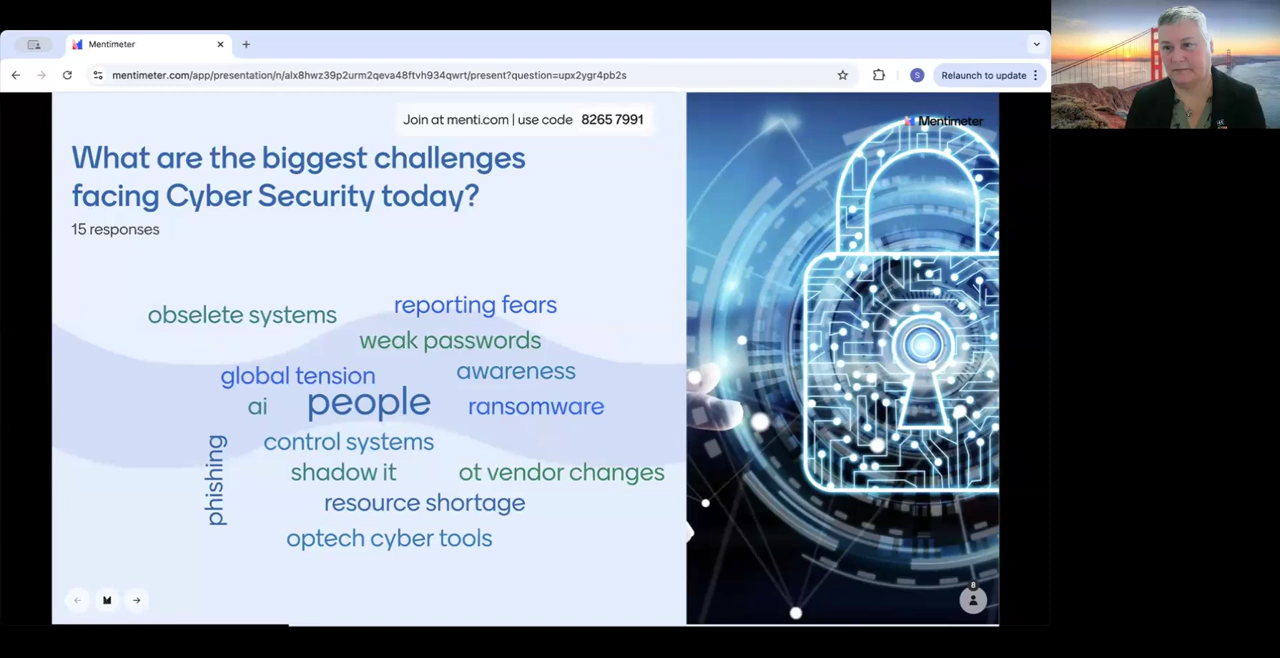 Mentimeter
mentimeter.com/app/presentation/n/alx8hwz39p2urm2qeva48ftvh934qwrt/present?question=upx2ygr4pb2s
S
Relaunch to update
Join at menti.com | use code 8265 7991
Mentimeter
What are the biggest challenges
facing Cyber Security today?
15 responses
obselete systems
reporting fears
weak passwords
global tension
awareness
ai
people
ransomware
control systems
phishing
shadow it
ot vendor changes
resource shortage
optech cyber tools
8